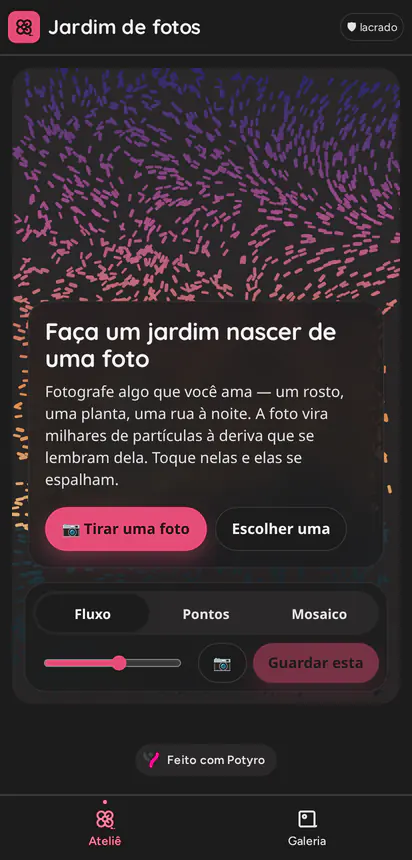 Jardim de fotos
lacrado
Faça um jardim nascer de
uma foto
Fotografe algo que você ama — um rosto,
uma planta, uma rua à noite. A foto vira
milhares de partículas à deriva que se
lembram dela. Toque nelas e elas se
espalham.
Tirar uma foto
Escolher uma
Fluxo
Pontos
Mosaico
Guardar esta
Feito com Potyro
Ateliê
Galeria